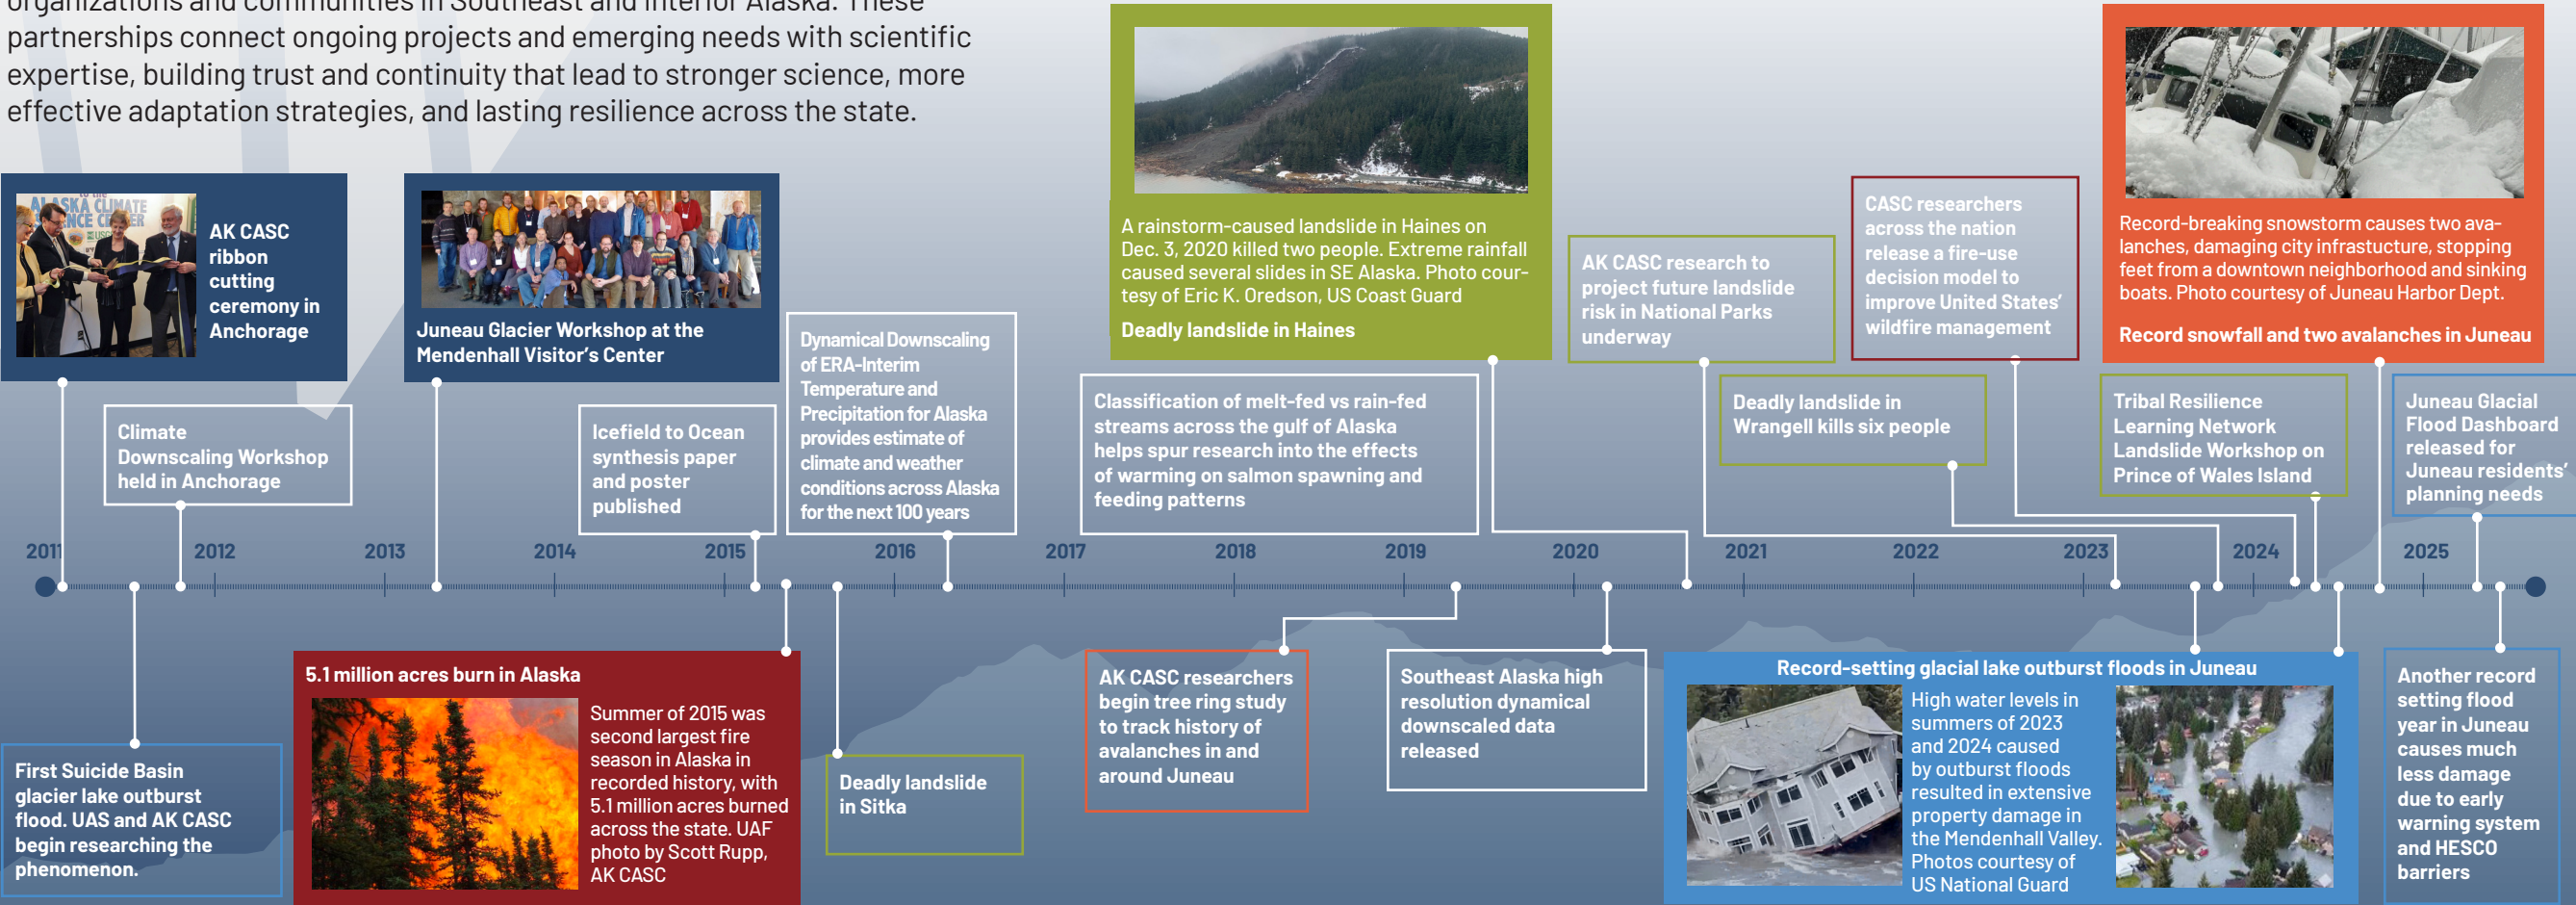 organizations and communities in Southeast and Interior Alaska. These
partnerships connect ongoing projects and emerging needs with scientific
expertise, building trust and continuity that lead to stronger science, more
effective adaptation strategies, and lasting resilience across the state.
to the
ALASKA CLIMATE
SCIENCE CENTER
USGS
AK CASC
ribbon
cutting
ceremony in
Anchorage
Juneau Glacier Workshop at the
Mendenhall Visitor's Center
A rainstorm-caused landslide in Haines on
Dec. 3, 2020 killed two people. Extreme rainfall
caused several slides in SE Alaska. Photo cour-
tesy of Eric K. Oredson, US Coast Guard
Deadly landslide in Haines
AK CASC research to
project future landslide
risk in National Parks
underway
CASC researchers
across the nation
release a fire-use
decision model to
improve United States'
wildfire management
Record-breaking snowstorm causes two ava-
lanches, damaging city infrastucture, stopping
feet from a downtown neighborhood and sinking
boats. Photo courtesy of Juneau Harbor Dept.
Record snowfall and two avalanches in Juneau
Climate
Downscaling Workshop
held in Anchorage
Icefield to Ocean
synthesis paper
and poster
published
Dynamical Downscaling
of ERA-Interim
Temperature and
Precipitation for Alaska
provides estimate of
climate and weather
conditions across Alaska
for the next 100 years
Classification of melt-fed vs rain-fed
streams across the gulf of Alaska
helps spur research into the effects
of warming on salmon spawning and
feeding patterns
Deadly landslide in
Wrangell kills six people
Tribal Resilience
Learning Network
Landslide Workshop on
Prince of Wales Island
Juneau Glacial
Flood Dashboard
released for
Juneau residents'
planning needs
2011 2012 2013 2014 2015 2016 2017 2018 2019 2020 2021 2022 2023 2024 2025
First Suicide Basin
glacier lake outburst
flood. UAS and AK CASC
begin researching the
phenomenon.
5.1 million acres burn in Alaska
Summer of 2015 was
second largest fire
season in Alaska in
recorded history, with
5.1 million acres burned
across the state. UAF
photo by Scott Rupp,
AK CASC
Deadly landslide
in Sitka
AK CASC researchers
begin tree ring study
to track history of
avalanches in and
around Juneau
Southeast Alaska high
resolution dynamical
downscaled data
released
Record-setting glacial lake outburst floods in Juneau
High water levels in
summers of 2023
and 2024 caused
by outburst floods
resulted in extensive
property damage in
the Mendenhall Valley.
Photos courtesy of
US National Guard
Another record
setting flood
year in Juneau
causes much
less damage
due to early
warning system
and HESCO
barriers